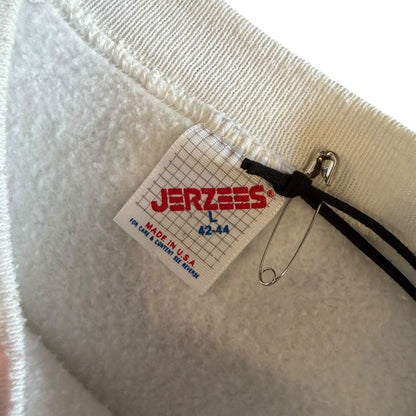 JERZEES®
L
42-44
MADE IN U.S.A.
FOR CARE & CONTENT SEE REVERSE